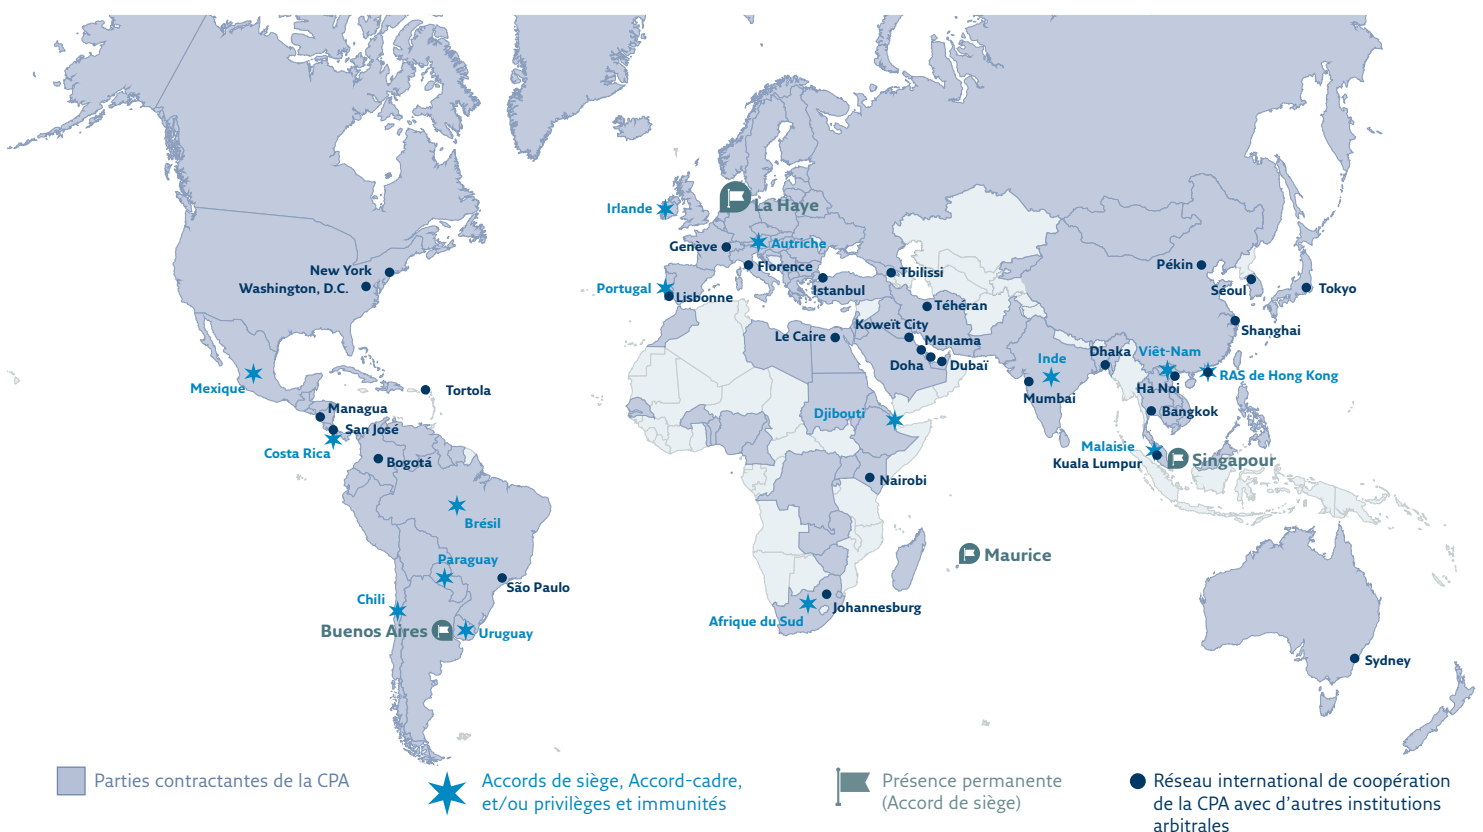 La Haye
Irlande
Genève
Autriche
Florence
Tbilissi
Pékin
New York
Washington, D.C.
Portugal
Lisbonne
Istanbul
Téhéran
Séoul
Tokyo
Koweït City
Le Caire
Manama
Shanghai
Doha
Dubaï
Inde
Dhaka
Viêt-Nam
RAS de Hong Kong
Mexique
Tortola
Mumbai
Ha Noi
Managua
Djibouti
Bangkok
San José
Costa Rica
Bogotá
Malaisie
Kuala Lumpur
Singapour
Nairobi
Brésil
Paraguay
Maurice
São Paulo
Chili
Johannesburg
Afrique du Sud
Buenos Aires
Uruguay
Sydney
Parties contractantes de la CPA
Accords de siège, Accord-cadre,
et/ou privilèges et immunités
Présence permanente
(Accord de siège)
Réseau international de coopération
de la CPA avec d’autres institutions
arbitrales